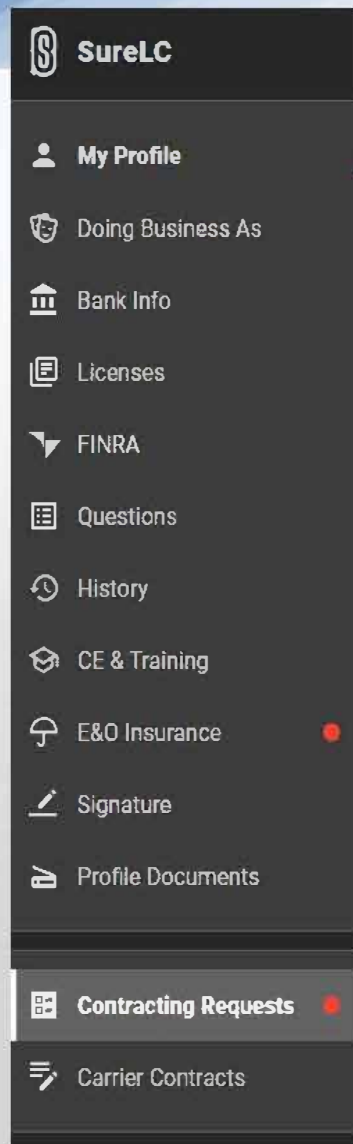 SureLC
My Profile
Doing Business As
Bank Info
Licenses
FINRA
Questions
History
CE & Training
E&O Insurance
Signature
Profile Documents
Contracting Requests
Carrier Contracts